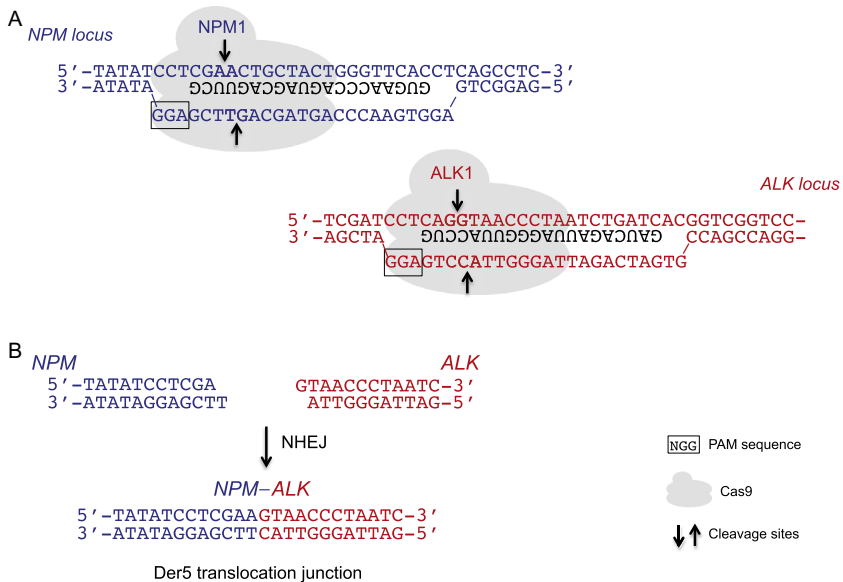 A
NPM locus
NPM1
5′-TATATCCTCGAACTGCTACTGGGTTCACCTCAGCCTC-3′
3′-ATATA GUGAACCCAGUAGCAGUUCG GTCGGAG-5′
GGAGCTTGACGATGACCCAAGTGGA
ALK1
ALK locus
5′-TCGATCCTCAGGTAACCCTAATCTGATCACGGTCGGTCC-
3′-AGCTA GAUCAGAUUAGGGUUACCUG CCAGCCAGG-
GGAGTCCATTGGGATTAGACTAGTG
B
NPM ALK
5′-TATATCCTCGA GTAACCCTAATC-3′
3′-ATATAGGAGCTT ATTGGGATTAG-5′
NHEJ
NPM–ALK
5′-TATATCCTCGAAGTAACCCTAATC-3′
3′-ATATAGGAGCTTCATTGGGATTAG-5′
Der5 translocation junction
NGG PAM sequence
Cas9
Cleavage sites